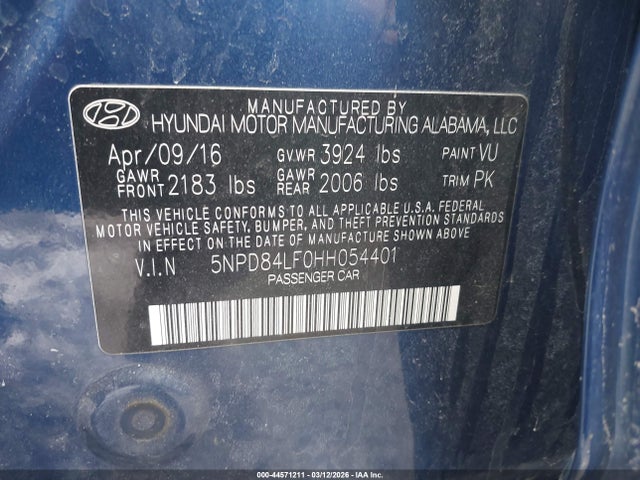 MANUFACTURED BY
HYUNDAI MOTOR MANUFACTURING ALABAMA, LLC
Apr/09/16 GVWR 3924 lbs PAINT VU
GAWR FRONT 2183 lbs GAWR REAR 2006 lbs TRIM PK
THIS VEHICLE CONFORMS TO ALL APPLICABLE U.S.A. FEDERAL
MOTOR VEHICLE SAFETY, BUMPER, AND THEFT PREVENTION STANDARDS
IN EFFECT ON THE DATE OF MANUFACTURE SHOWN ABOVE.
V.I.N 5NPD84LF0HH054401
PASSENGER CAR
000-44571211 - 03/12/2026 - IAA Inc.